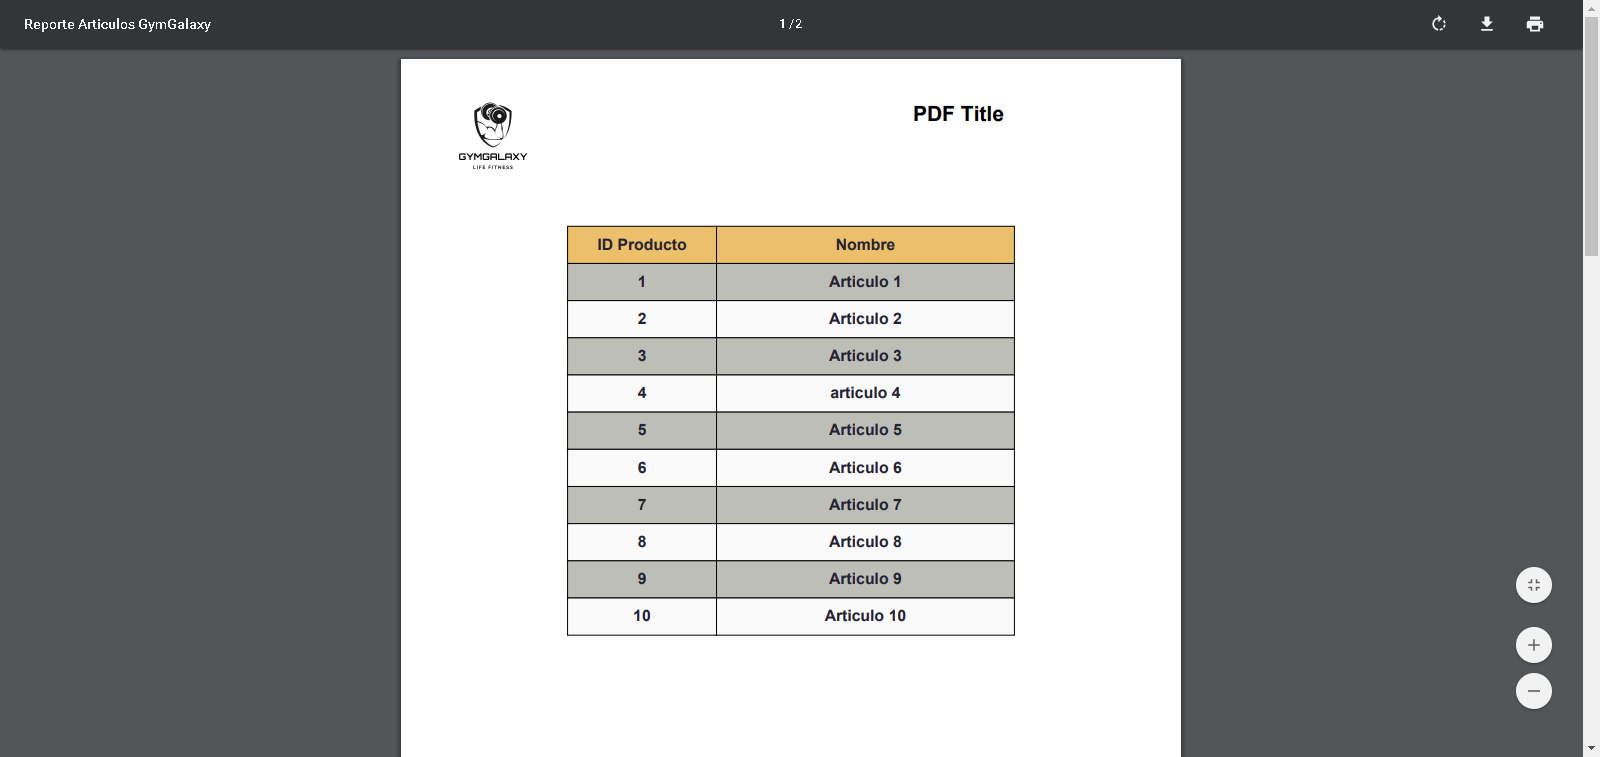 Reporte Articulos GymGalaxy
1 / 2
PDF Title
GYMGALAXY
LIFE FITNESS
ID Producto Nombre
1 Articulo 1
2 Articulo 2
3 Articulo 3
4 articulo 4
5 Articulo 5
6 Articulo 6
7 Articulo 7
8 Articulo 8
9 Articulo 9
10 Articulo 10